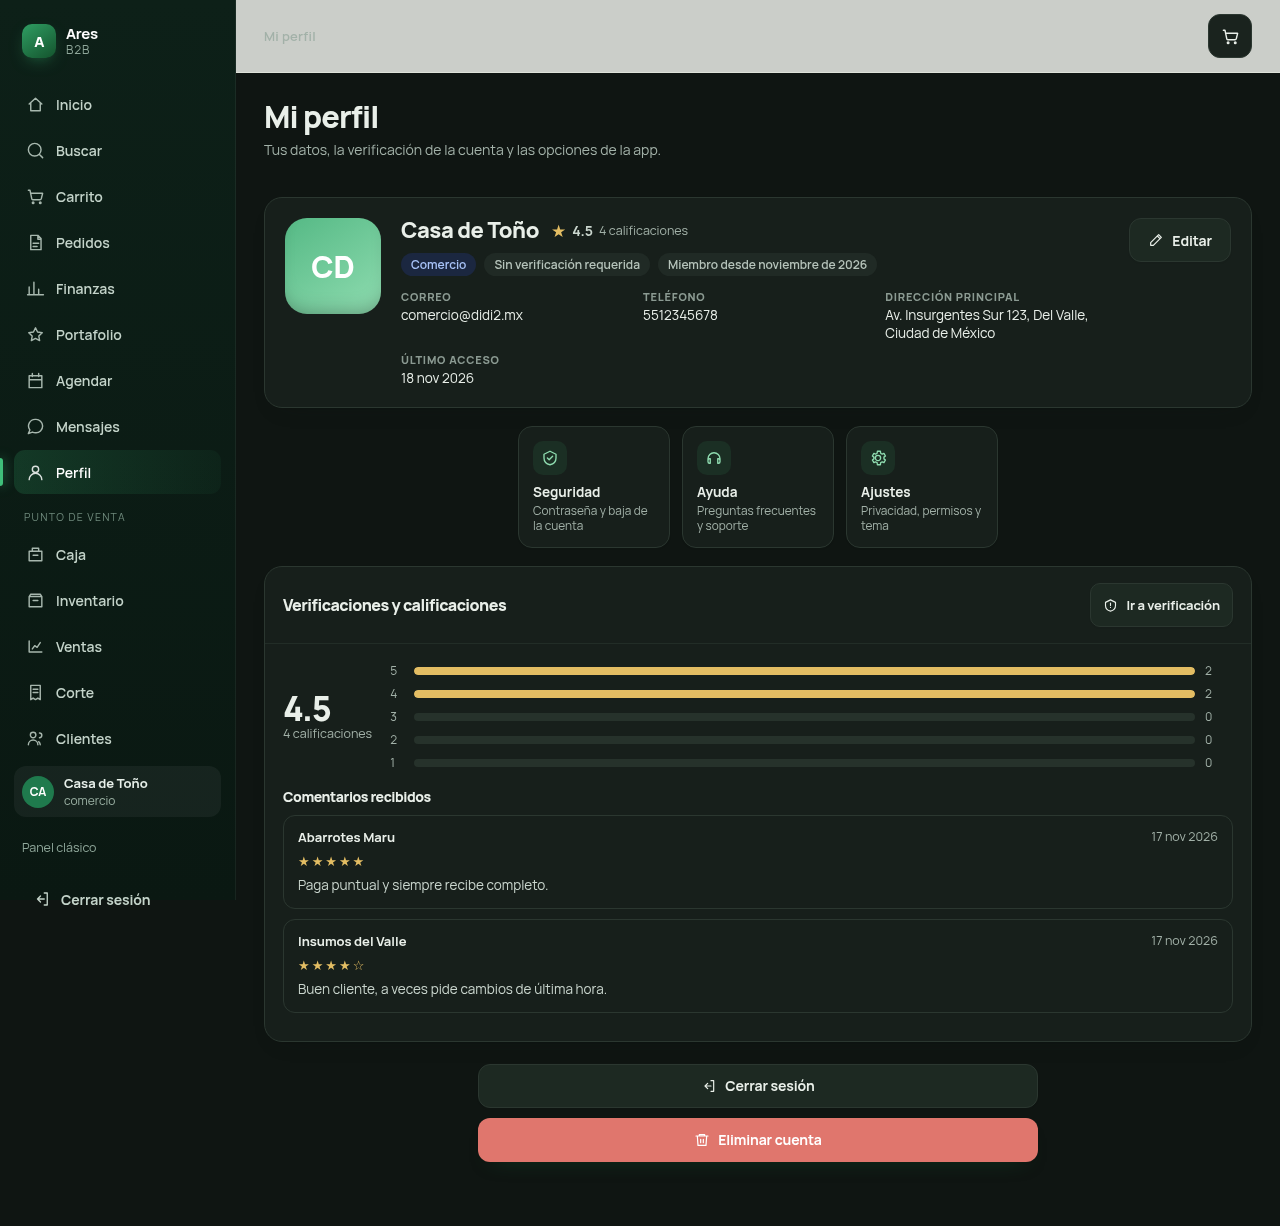 A
Ares
B2B
Inicio
Buscar
Carrito
Pedidos
Finanzas
Portafolio
Agendar
Mensajes
Perfil
PUNTO DE VENTA
Caja
Inventario
Ventas
Corte
Clientes
CA
Casa de Toño
comercio
Panel clásico
Cerrar sesión
Mi perfil
Mi perfil
Tus datos, la verificación de la cuenta y las opciones de la app.
CD
Casa de Toño ★ 4.5 4 calificaciones
Editar
Comercio Sin verificación requerida Miembro desde noviembre de 2026
CORREO
comercio@didi2.mx
TELÉFONO
5512345678
DIRECCIÓN PRINCIPAL
Av. Insurgentes Sur 123, Del Valle,
Ciudad de México
ÚLTIMO ACCESO
18 nov 2026
Seguridad
Contraseña y baja de
la cuenta
Ayuda
Preguntas frecuentes
y soporte
Ajustes
Privacidad, permisos y
tema
Verificaciones y calificaciones
Ir a verificación
4.5
4 calificaciones
5 2
4 2
3 0
2 0
1 0
Comentarios recibidos
Abarrotes Maru 17 nov 2026
★★★★★
Paga puntual y siempre recibe completo.
Insumos del Valle 17 nov 2026
★★★★☆
Buen cliente, a veces pide cambios de última hora.
Cerrar sesión
Eliminar cuenta